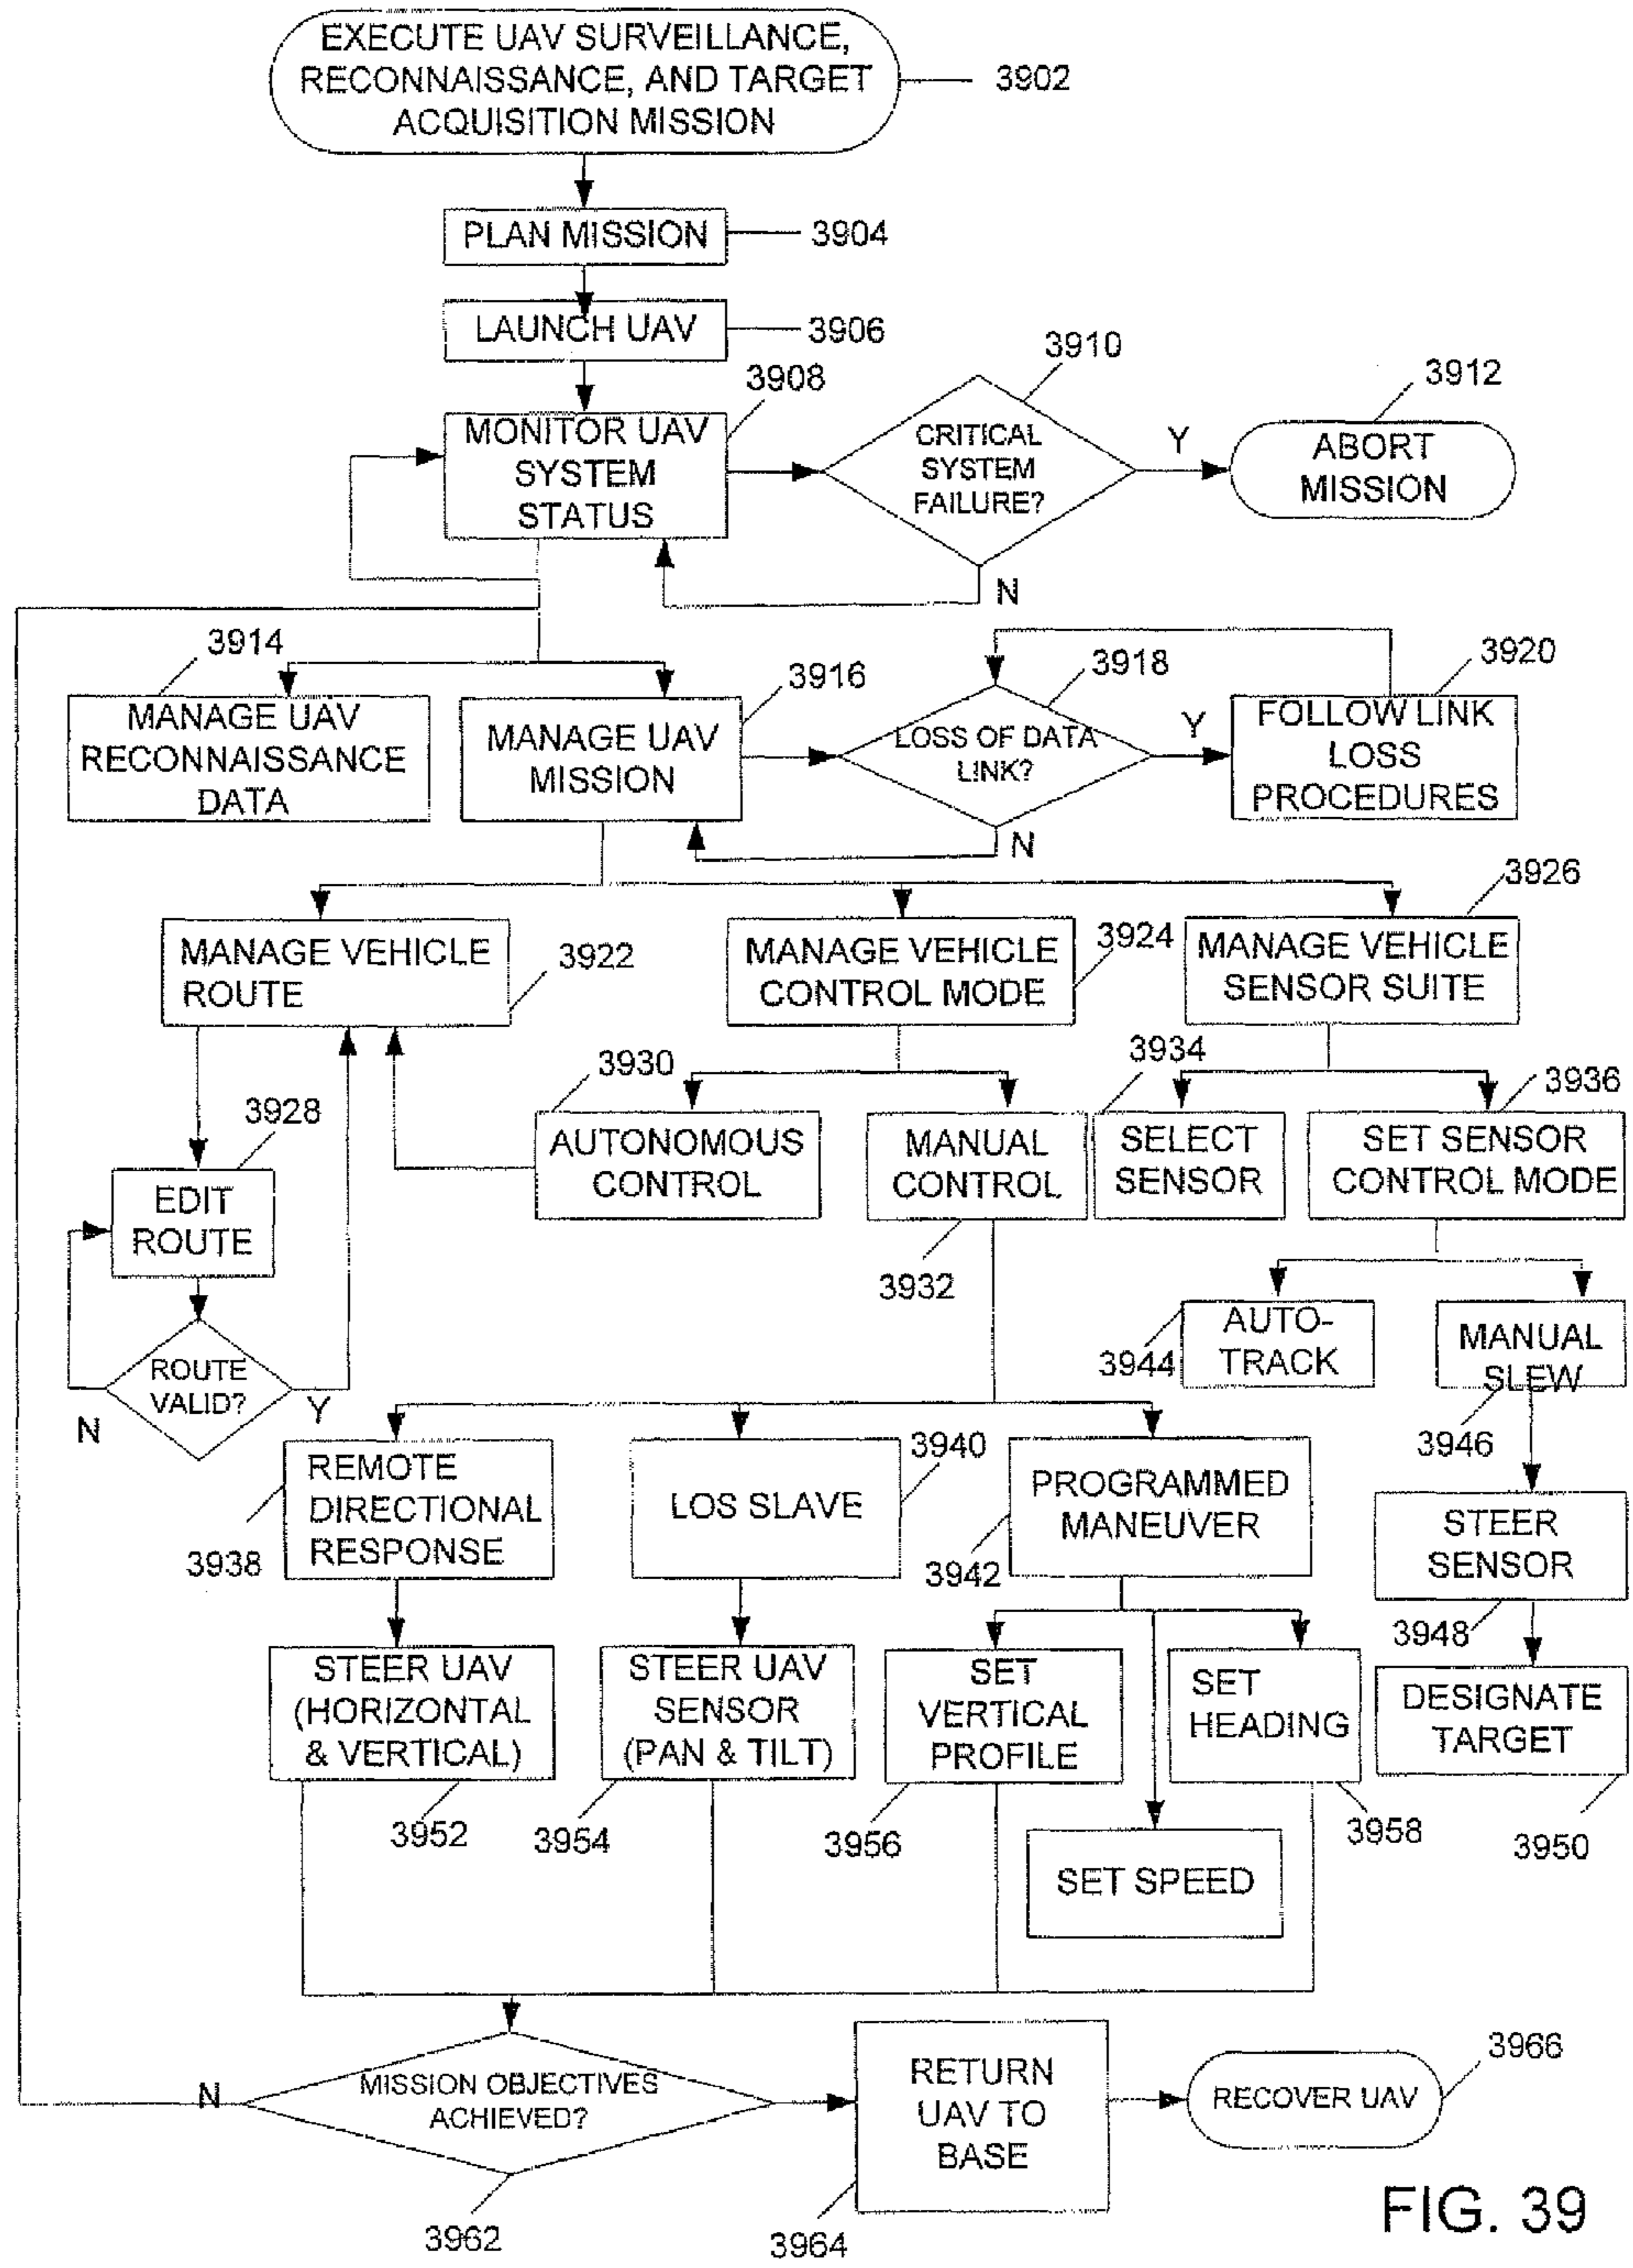 EXECUTE UAV SURVEILLANCE,
RECONNAISSANCE, AND TARGET
ACQUISITION MISSION
3902
PLAN MISSION
3904
LAUNCH UAV
3906
3908
MONITOR UAV
SYSTEM
STATUS
3910
CRITICAL
SYSTEM
FAILURE?
Y
N
3912
ABORT
MISSION
3914
MANAGE UAV
RECONNAISSANCE
DATA
3916
MANAGE UAV
MISSION
3918
LOSS OF DATA
LINK?
Y
N
3920
FOLLOW LINK
LOSS
PROCEDURES
MANAGE VEHICLE
ROUTE
3922
MANAGE VEHICLE
CONTROL MODE
3924
3926
MANAGE VEHICLE
SENSOR SUITE
3928
EDIT
ROUTE
ROUTE
VALID?
N
Y
3930
AUTONOMOUS
CONTROL
MANUAL
CONTROL
3932
3934
SELECT
SENSOR
3936
SET SENSOR
CONTROL MODE
AUTO-
TRACK
3944
MANUAL
SLEW
3946
REMOTE
DIRECTIONAL
RESPONSE
3938
LOS SLAVE
3940
PROGRAMMED
MANEUVER
3942
STEER
SENSOR
3948
STEER UAV
(HORIZONTAL
& VERTICAL)
3952
STEER UAV
SENSOR
(PAN & TILT)
3954
SET
VERTICAL
PROFILE
3956
SET
HEADING
3958
DESIGNATE
TARGET
3950
SET SPEED
MISSION OBJECTIVES
ACHIEVED?
N
3962
RETURN
UAV TO
BASE
3964
RECOVER UAV
3966
FIG. 39